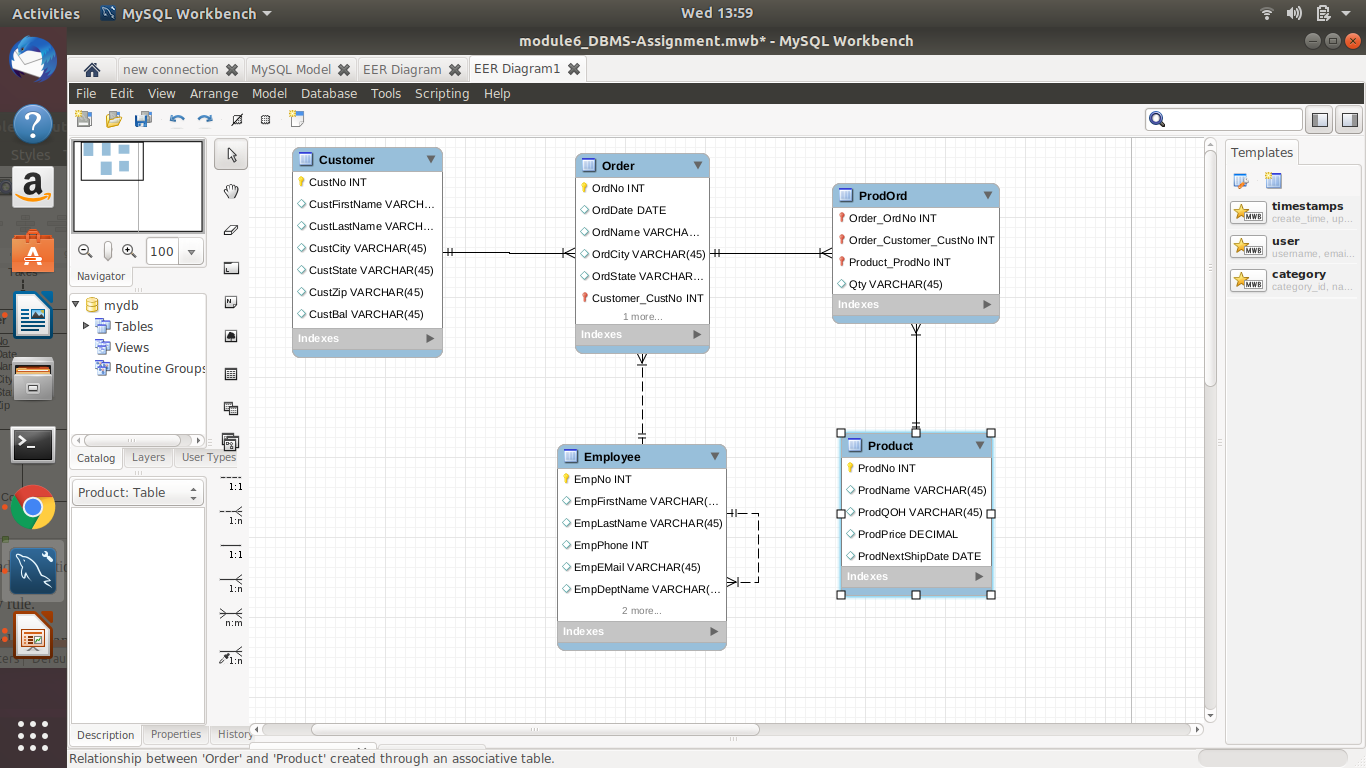 Activities
MySQL Workbench
Wed 13:59
module6_DBMS-Assignment.mwb* - MySQL Workbench
new connection
MySQL Model
EER Diagram
EER Diagram1
File Edit View Arrange Model Database Tools Scripting Help
100
Navigator
mydb
Tables
Views
Routine Groups
Catalog
Layers
User Types
Product: Table
Description
Properties
History
1:1
1:n
1:1
1:n
n:m
1:n
Customer
CustNo INT
CustFirstName VARCH...
CustLastName VARCH...
CustCity VARCHAR(45)
CustState VARCHAR(45)
CustZip VARCHAR(45)
CustBal VARCHAR(45)
Indexes
Order
OrdNo INT
OrdDate DATE
OrdName VARCHA...
OrdCity VARCHAR(45)
OrdState VARCHAR...
Customer_CustNo INT
1 more...
Indexes
ProdOrd
Order_OrdNo INT
Order_Customer_CustNo INT
Product_ProdNo INT
Qty VARCHAR(45)
Indexes
Employee
EmpNo INT
EmpFirstName VARCHAR(...
EmpLastName VARCHAR(45)
EmpPhone INT
EmpEMail VARCHAR(45)
EmpDeptName VARCHAR(...
2 more...
Indexes
Product
ProdNo INT
ProdName VARCHAR(45)
ProdQOH VARCHAR(45)
ProdPrice DECIMAL
ProdNextShipDate DATE
Indexes
Templates
timestamps
create_time, up...
user
username, emai...
category
category_id, na...
Relationship between 'Order' and 'Product' created through an associative table.